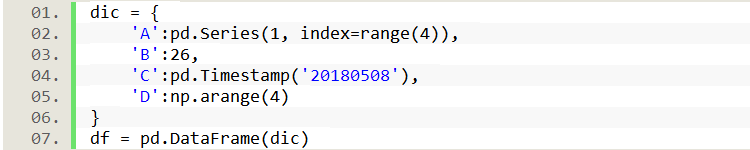 01. dic = {
02.     'A':pd.Series(1, index=range(4)),
03.     'B':26,
04.     'C':pd.Timestamp('20180508'),
05.     'D':np.arange(4)
06. }
07. df = pd.DataFrame(dic)